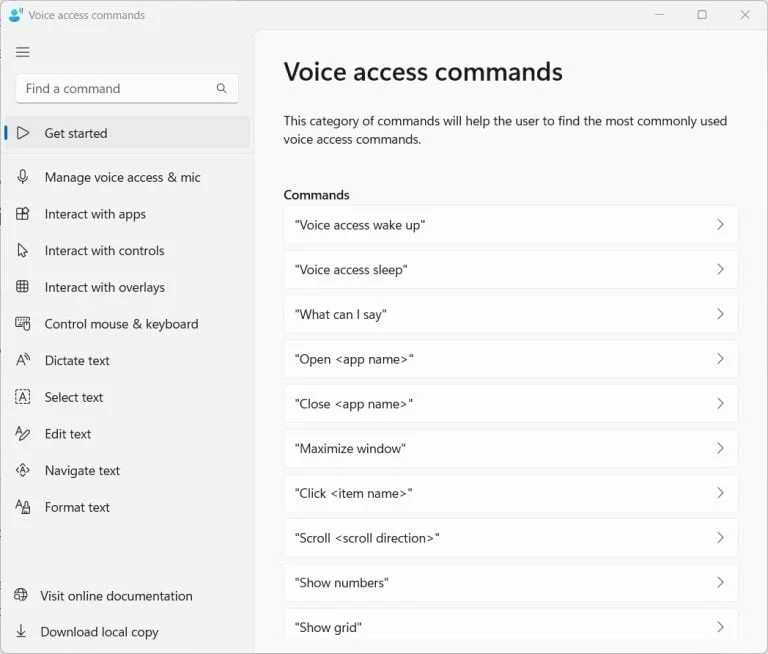 Voice access commands
Find a command
Get started
Manage voice access & mic
Interact with apps
Interact with controls
Interact with overlays
Control mouse & keyboard
Dictate text
Select text
Edit text
Navigate text
Format text
Visit online documentation
Download local copy
Voice access commands
This category of commands will help the user to find the most commonly used
voice access commands.
Commands
"Voice access wake up"
"Voice access sleep"
"What can I say"
"Open <app name>"
"Close <app name>"
"Maximize window"
"Click <item name>"
"Scroll <scroll direction>"
"Show numbers"
"Show grid"